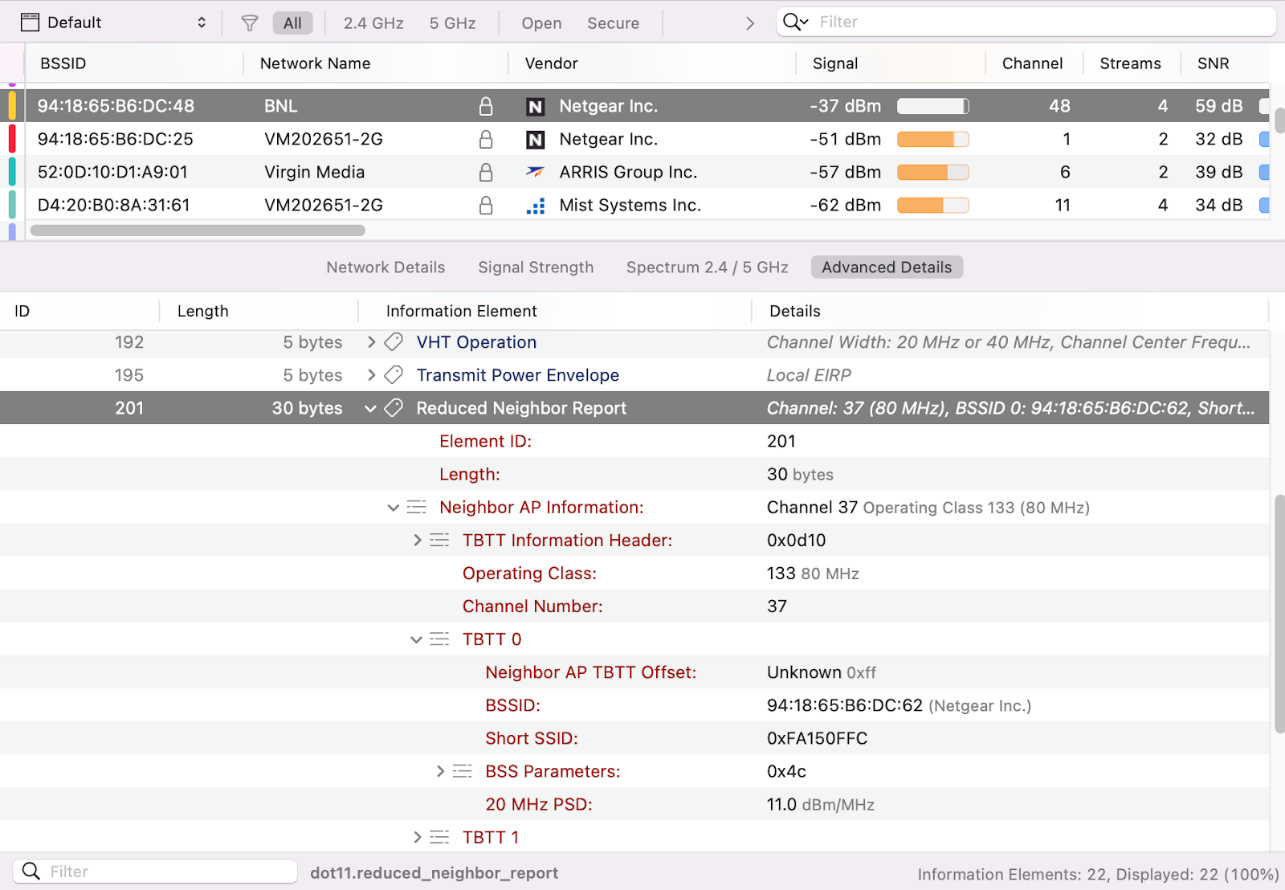 Default All 2.4 GHz 5 GHz Open Secure Filter
BSSID Network Name Vendor Signal Channel Streams SNR
94:18:65:B6:DC:48 BNL N Netgear Inc. -37 dBm 48 4 59 dB
94:18:65:B6:DC:25 VM202651-2G N Netgear Inc. -51 dBm 1 2 32 dB
52:0D:10:D1:A9:01 Virgin Media ARRIS Group Inc. -57 dBm 6 2 39 dB
D4:20:B0:8A:31:61 VM202651-2G Mist Systems Inc. -62 dBm 11 4 34 dB
Network Details Signal Strength Spectrum 2.4 / 5 GHz Advanced Details
ID Length Information Element Details
192 5 bytes VHT Operation Channel Width: 20 MHz or 40 MHz, Channel Center Frequ...
195 5 bytes Transmit Power Envelope Local EIRP
201 30 bytes Reduced Neighbor Report Channel: 37 (80 MHz), BSSID 0: 94:18:65:B6:DC:62, Short...
Element ID: 201
Length: 30 bytes
Neighbor AP Information: Channel 37 Operating Class 133 (80 MHz)
TBTT Information Header: 0x0d10
Operating Class: 133 80 MHz
Channel Number: 37
TBTT 0
Neighbor AP TBTT Offset: Unknown 0xff
BSSID: 94:18:65:B6:DC:62 (Netgear Inc.)
Short SSID: 0xFA150FFC
BSS Parameters: 0x4c
20 MHz PSD: 11.0 dBm/MHz
TBTT 1
Filter dot11.reduced_neighbor_report Information Elements: 22, Displayed: 22 (100%)